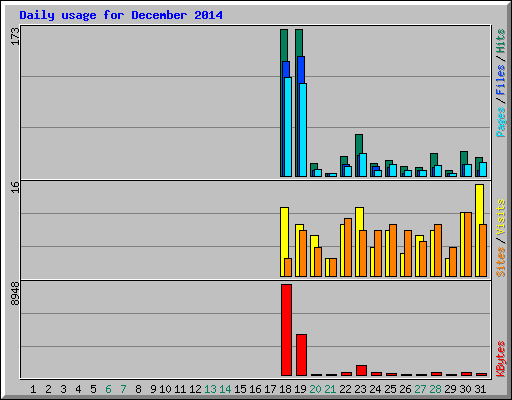 Daily usage for December 2014
173
Pages / Files / Hits
16
Sites / Visits
8948
KBytes
1 2 3 4 5 6 7 8 9 10 11 12 13 14 15 16 17 18 19 20 21 22 23 24 25 26 27 28 29 30 31